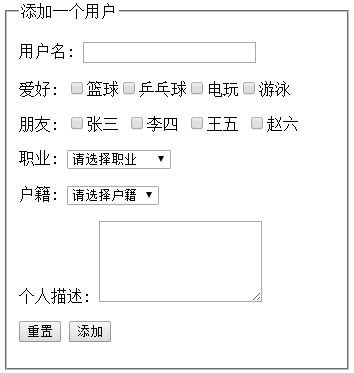 添加一个用户
用户名：
爱好： 篮球 乒乓球 电玩 游泳
朋友： 张三 李四 王五 赵六
职业： 请选择职业
户籍： 请选择户籍
个人描述：
重置 添加